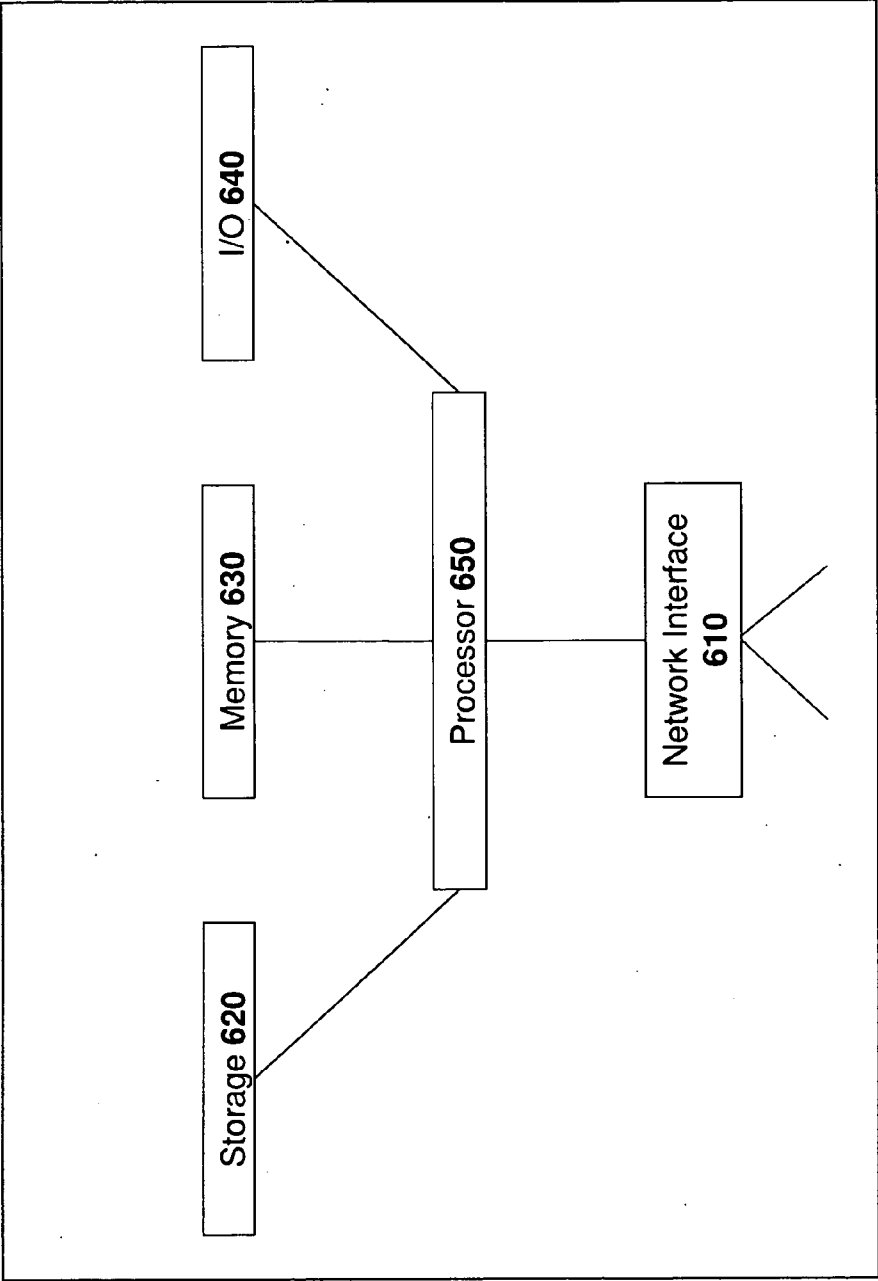 Storage 620
Memory 630
I/O 640
Processor 650
Network Interface
610